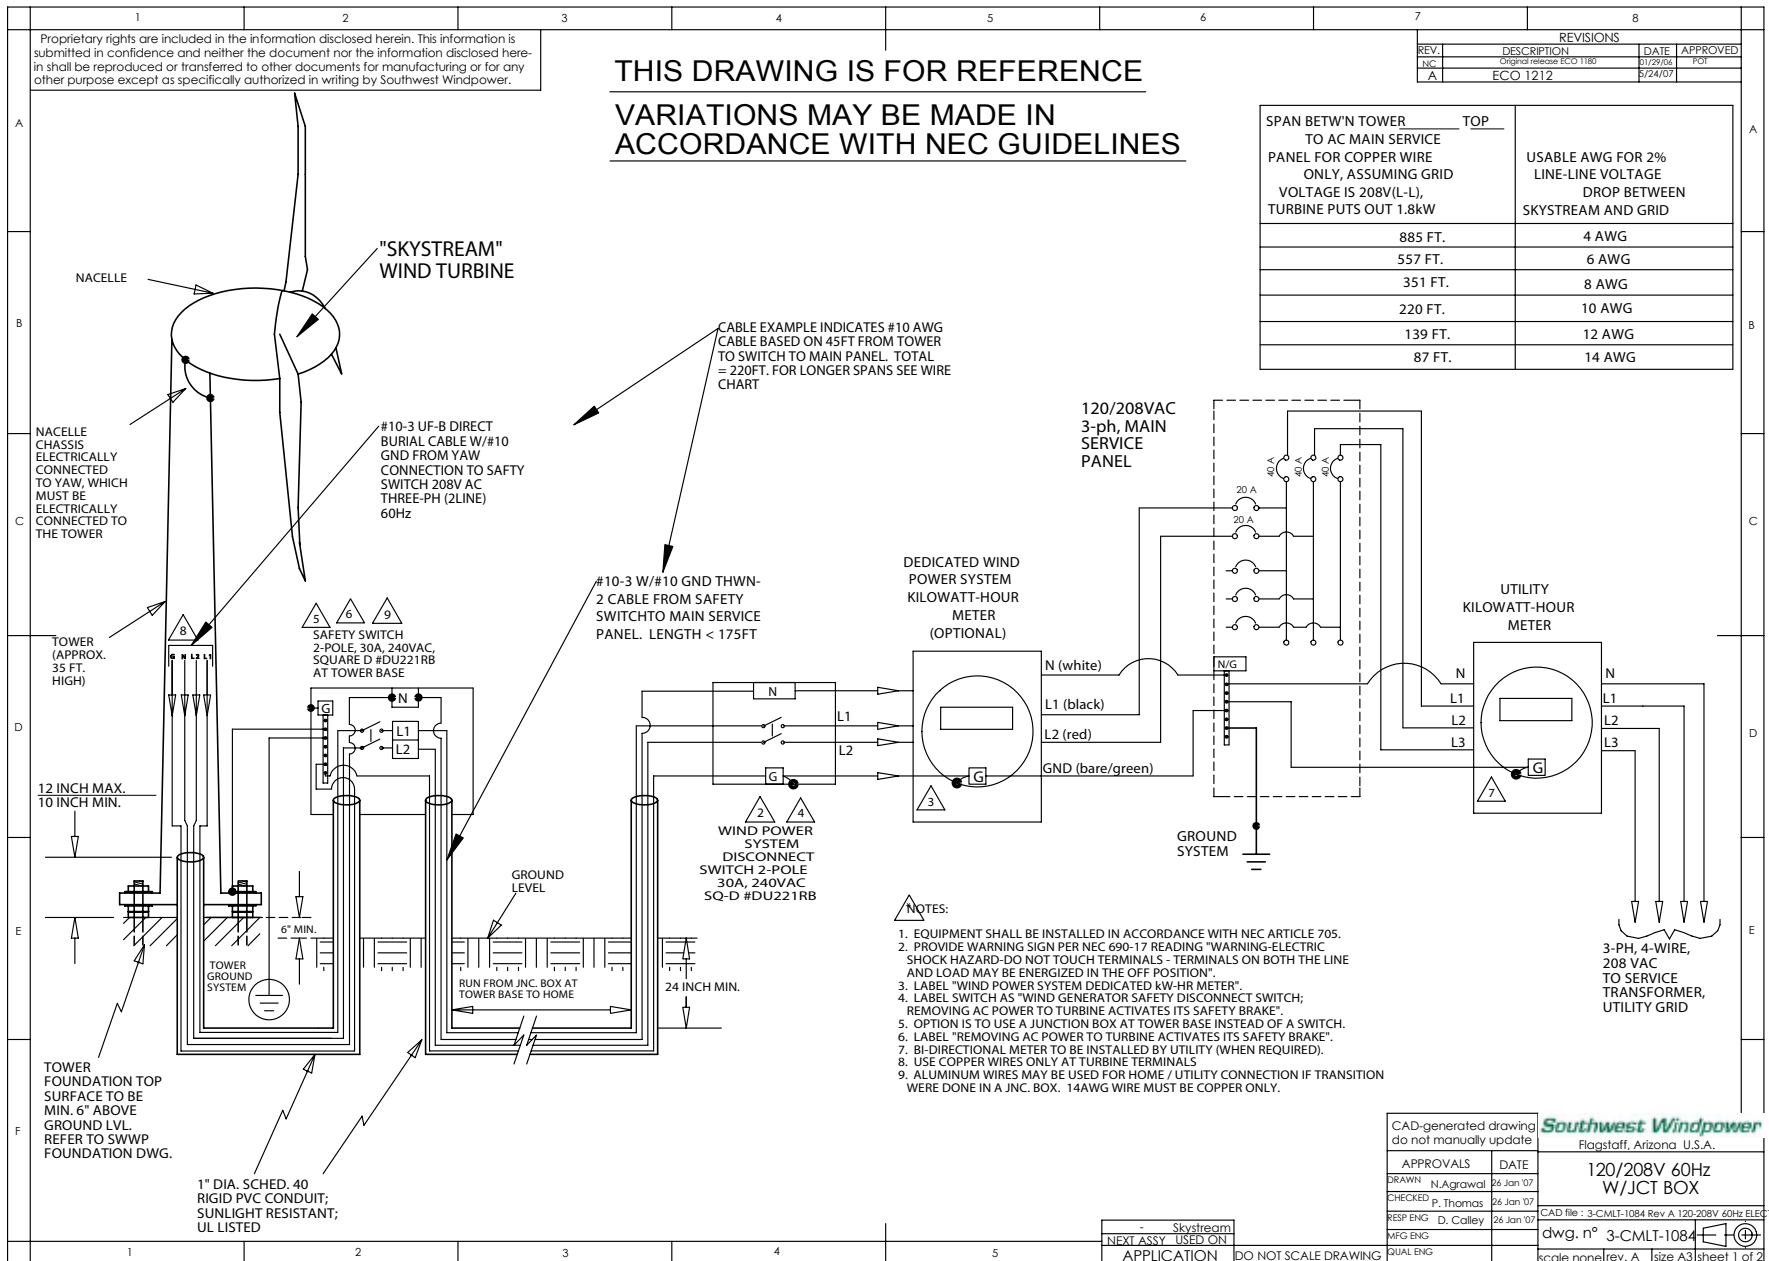 1 2 3 4 5 6 7 8
Proprietary rights are included in the information disclosed herein. This information is
submitted in confidence and neither the document nor the information disclosed here-
in shall be reproduced or transferred to other documents for manufacturing or for any
other purpose except as specifically authorized in writing by Southwest Windpower.
THIS DRAWING IS FOR REFERENCE
VARIATIONS MAY BE MADE IN
ACCORDANCE WITH NEC GUIDELINES
REVISIONS
REV. DESCRIPTION DATE APPROVED
NC Original release ECO 1180 01/29/06 POT
A ECO 1212 5/24/07
SPAN BETW'N TOWER TOP
TO AC MAIN SERVICE
PANEL FOR COPPER WIRE
ONLY, ASSUMING GRID
VOLTAGE IS 208V(L-L),
TURBINE PUTS OUT 1.8kW
USABLE AWG FOR 2%
LINE-LINE VOLTAGE
DROP BETWEEN
SKYSTREAM AND GRID
885 FT. 4 AWG
557 FT. 6 AWG
351 FT. 8 AWG
220 FT. 10 AWG
139 FT. 12 AWG
87 FT. 14 AWG
A
B
C
D
E
F
A
B
C
D
E
NACELLE
"SKYSTREAM"
WIND TURBINE
CABLE EXAMPLE INDICATES #10 AWG
CABLE BASED ON 45FT FROM TOWER
TO SWITCH TO MAIN PANEL. TOTAL
= 220FT. FOR LONGER SPANS SEE WIRE
CHART
NACELLE
CHASSIS
ELECTRICALLY
CONNECTED
TO YAW, WHICH
MUST BE
ELECTRICALLY
CONNECTED TO
THE TOWER
#10-3 UF-B DIRECT
BURIAL CABLE W/#10
GND FROM YAW
CONNECTION TO SAFTY
SWITCH 208V AC
THREE-PH (2LINE)
60Hz
120/208VAC
3-ph, MAIN
SERVICE
PANEL
40 A
40 A
40 A
20 A
20 A
#10-3 W/#10 GND THWN-
2 CABLE FROM SAFETY
SWITCHTO MAIN SERVICE
PANEL. LENGTH < 175FT
DEDICATED WIND
POWER SYSTEM
KILOWATT-HOUR
METER
(OPTIONAL)
UTILITY
KILOWATT-HOUR
METER
TOWER
(APPROX.
35 FT.
HIGH)
8
G N L2 L1
5 6 9
SAFETY SWITCH
2-POLE, 30A, 240VAC,
SQUARE D #DU221RB
AT TOWER BASE
G
N
L1
L2
N
L1
L2
G
2 4
WIND POWER
SYSTEM
DISCONNECT
SWITCH 2-POLE
30A, 240VAC
SQ-D #DU221RB
G
3
N (white)
L1 (black)
L2 (red)
GND (bare/green)
N/G
GROUND
SYSTEM
N
L1
L2
L3
G
7
N
L1
L2
L3
3-PH, 4-WIRE,
208 VAC
TO SERVICE
TRANSFORMER,
UTILITY GRID
12 INCH MAX.
10 INCH MIN.
6" MIN.
TOWER
GROUND
SYSTEM
GROUND
LEVEL
RUN FROM JNC. BOX AT
TOWER BASE TO HOME
24 INCH MIN.
TOWER
FOUNDATION TOP
SURFACE TO BE
MIN. 6" ABOVE
GROUND LVL.
REFER TO SWWP
FOUNDATION DWG.
1" DIA. SCHED. 40
RIGID PVC CONDUIT;
SUNLIGHT RESISTANT;
UL LISTED
NOTES:
1. EQUIPMENT SHALL BE INSTALLED IN ACCORDANCE WITH NEC ARTICLE 705.
2. PROVIDE WARNING SIGN PER NEC 690-17 READING "WARNING-ELECTRIC
SHOCK HAZARD-DO NOT TOUCH TERMINALS - TERMINALS ON BOTH THE LINE
AND LOAD MAY BE ENERGIZED IN THE OFF POSITION".
3. LABEL "WIND POWER SYSTEM DEDICATED kW-HR METER".
4. LABEL SWITCH AS "WIND GENERATOR SAFETY DISCONNECT SWITCH;
REMOVING AC POWER TO TURBINE ACTIVATES ITS SAFETY BRAKE".
5. OPTION IS TO USE A JUNCTION BOX AT TOWER BASE INSTEAD OF A SWITCH.
6. LABEL "REMOVING AC POWER TO TURBINE ACTIVATES ITS SAFETY BRAKE".
7. BI-DIRECTIONAL METER TO BE INSTALLED BY UTILITY (WHEN REQUIRED).
8. USE COPPER WIRES ONLY AT TURBINE TERMINALS
9. ALUMINUM WIRES MAY BE USED FOR HOME / UTILITY CONNECTION IF TRANSITION
WERE DONE IN A JNC. BOX. 14AWG WIRE MUST BE COPPER ONLY.
CAD-generated drawing
do not manually update
APPROVALS DATE
DRAWN N.Agrawal 26 Jan '07
CHECKED P. Thomas 26 Jan '07
RESP ENG D. Calley 26 Jan '07
MFG ENG
QUAL ENG
Southwest Windpower
Flagstaff, Arizona U.S.A.
120/208V 60Hz
W/JCT BOX
CAD file : 3-CMLT-1084 Rev A 120-208V 60Hz ELEC
dwg. n° 3-CMLT-1084
scale none rev. A size A3 sheet 1 of 2
- Skystream
NEXT ASSY USED ON
APPLICATION DO NOT SCALE DRAWING
1 2 3 4 5